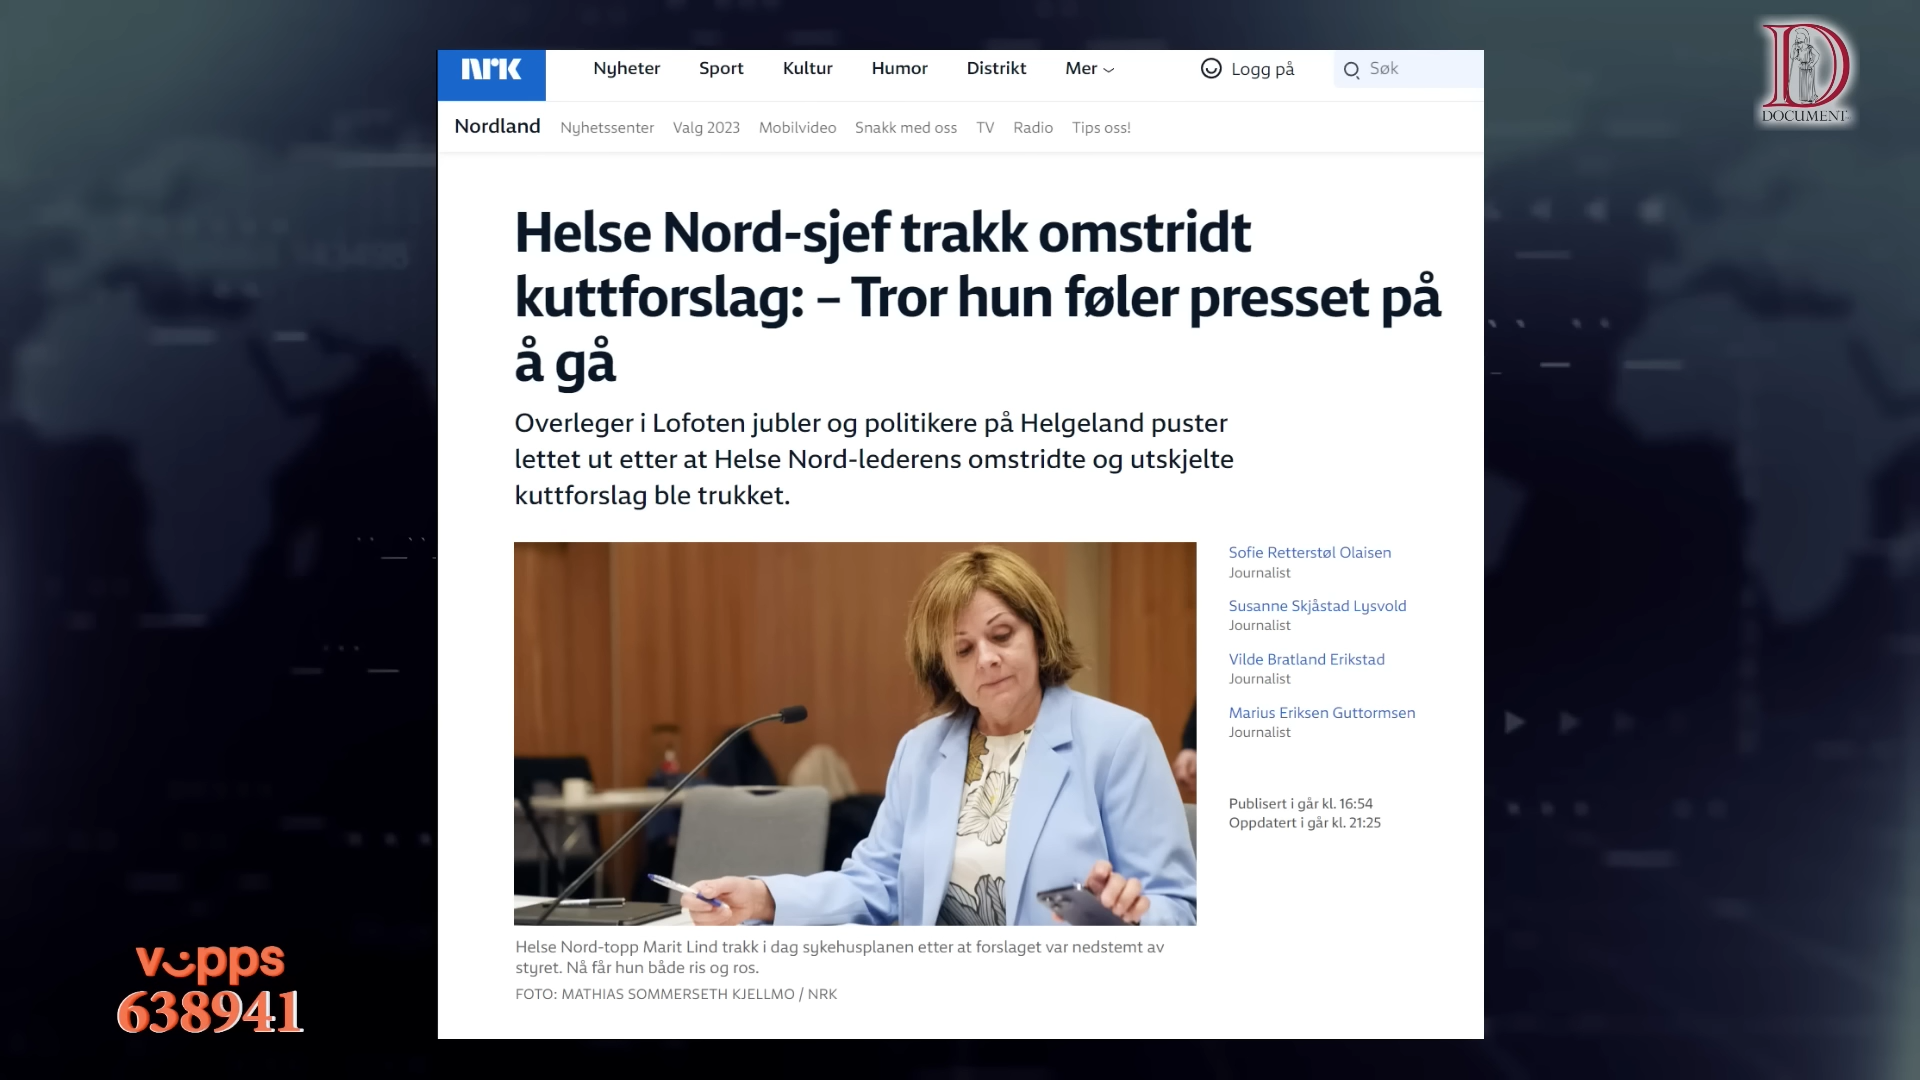 nrk
Nyheter Sport Kultur Humor Distrikt Mer Logg på Søk
Nordland Nyhetssenter Valg 2023 Mobilvideo Snakk med oss TV Radio Tips oss!
Helse Nord-sjef trakk omstridt
kuttforslag: – Tror hun føler presset på
å gå
Overleger i Lofoten jubler og politikere på Helgeland puster
lettet ut etter at Helse Nord-lederens omstridte og utskjelte
kuttforslag ble trukket.
Sofie Retterstøl Olaisen
Journalist
Susanne Skjåstad Lysvold
Journalist
Vilde Bratland Erikstad
Journalist
Marius Eriksen Guttormsen
Journalist
Publisert i går kl. 16:54
Oppdatert i går kl. 21:25
Helse Nord-topp Marit Lind trakk i dag sykehusplanen etter at forslaget var nedstemt av
styret. Nå får hun både ris og ros.
FOTO: MATHIAS SOMMERSETH KJELLMO / NRK
D
DOCUMENT
vipps
638941